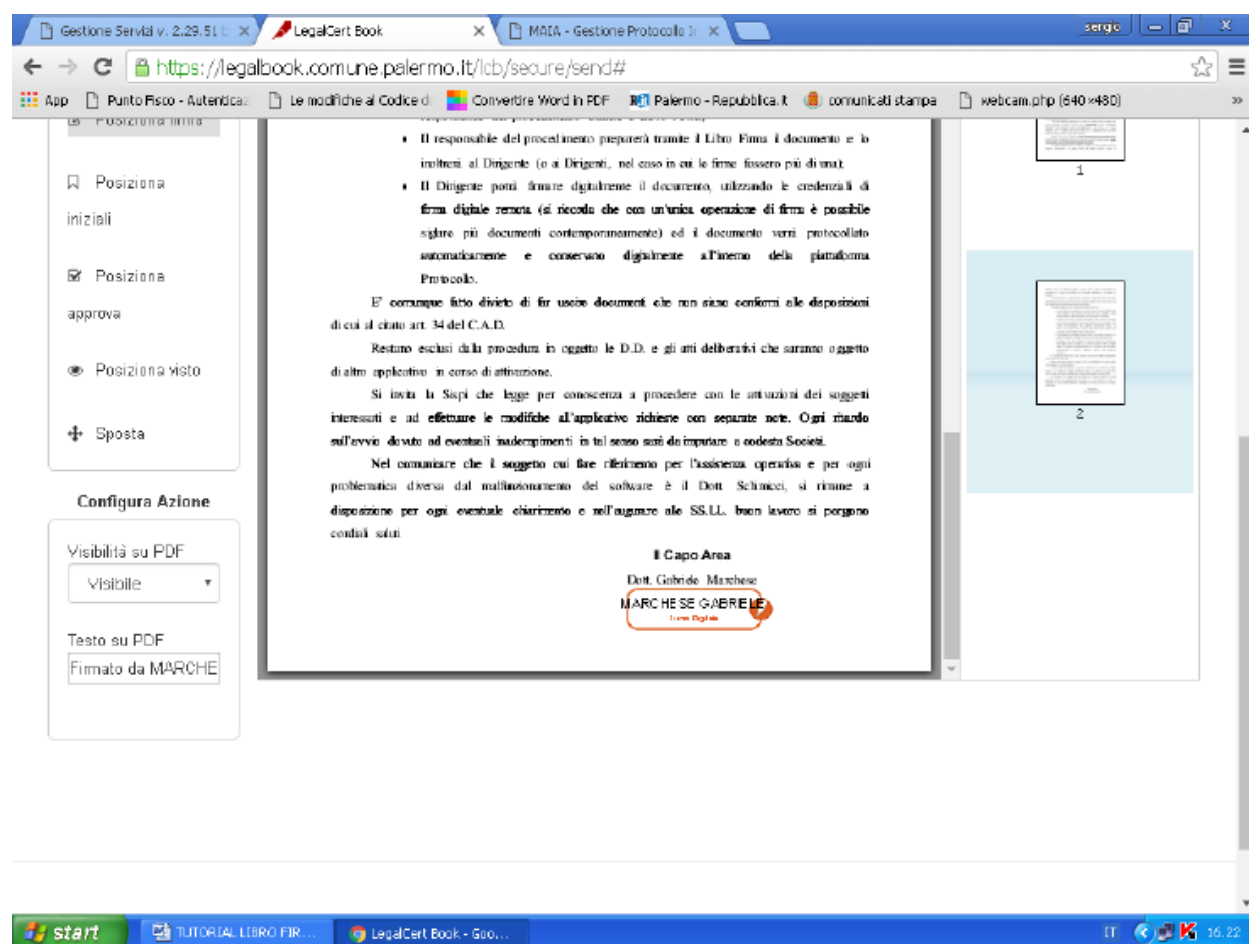 Gestione Servizi v. 2.29.51 b
LegalCert Book
MAIA - Gestione Protocollo In
sergio
https://legalbook.comune.palermo.it/lcb/secure/send#
App
Punto Fisco - Autenticaz
Le modifiche al Codice d
Convertire Word in PDF
Palermo - Repubblica.it
comunicati stampa
webcam.php (640×480)
»
Posiziona firma
Posiziona
iniziali
Posiziona
approva
Posiziona visto
Sposta
Configura Azione
Visibilità su PDF
Visibile
Testo su PDF
Firmato da MARCHE
• Il responsabile del procedimento preparerà tramite il Libro Firma il documento e lo
inoltrerà al Dirigente (o ai Dirigenti, nel caso in cui le firme fossero più di una);
• Il Dirigente potrà firmare digitalmente il documento, utilizzando le credenziali di
firma digitale remota (si ricorda che con un'unica operazione di firma è possibile
siglare più documenti contemporaneamente) ed il documento verrà protocollato
automaticamente e conservato digitalmente all'interno della piattaforma
Protocollo.
E' comunque fatto divieto di far uscire documenti che non siano conformi alle disposizioni
di cui al citato art. 34 del C.A.D.
Restano esclusi dalla procedura in oggetto le D.D. e gli atti deliberativi che saranno oggetto
di altro applicativo in corso di attivazione.
Si invita la Sispi che legge per conoscenza a procedere con le attivazioni dei soggetti
interessati e ad effettuare le modifiche all'applicativo richieste con separate note. Ogni ritardo
sull'avvio dovuto ad eventuali inadempimenti in tal senso sarà da imputare a codesta Società.
Nel comunicare che il soggetto cui fare riferimento per l'assistenza operativa e per ogni
problematica diversa dal malfunzionamento del software è il Dott. Schimicci, si rimane a
disposizione per ogni eventuale chiarimento e nell'augurare alle SS.LL. buon lavoro si porgono
cordiali saluti
Il Capo Area
Dott. Gabriele Marchese
MARCHESE GABRIELE
Firma Digitale
1
2
start
TUTORIAL LIBRO FIR...
LegalCert Book - Goo...
IT
16.22